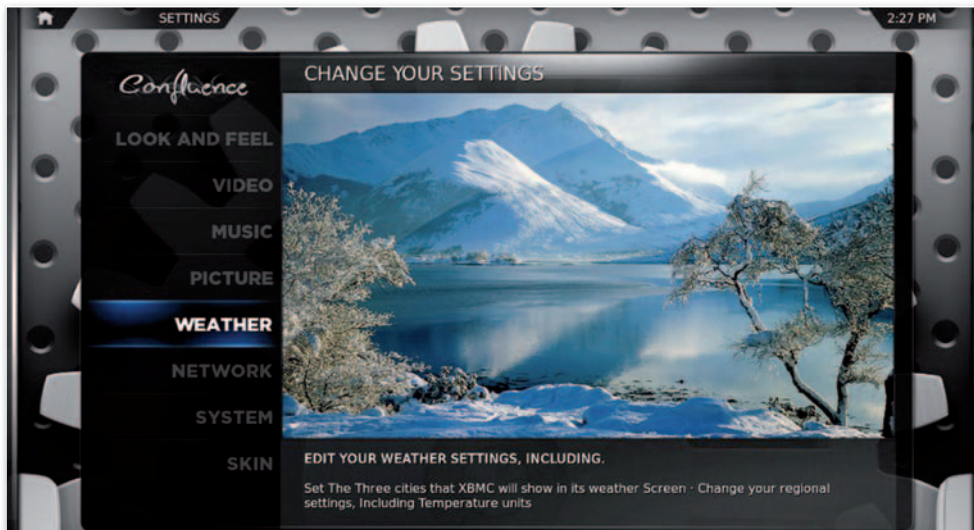 SETTINGS
2:27 PM
Confluence
CHANGE YOUR SETTINGS
LOOK AND FEEL
VIDEO
MUSIC
PICTURE
WEATHER
NETWORK
SYSTEM
SKIN
EDIT YOUR WEATHER SETTINGS, INCLUDING.
Set The Three cities that XBMC will show in its weather Screen · Change your regional
settings, Including Temperature units